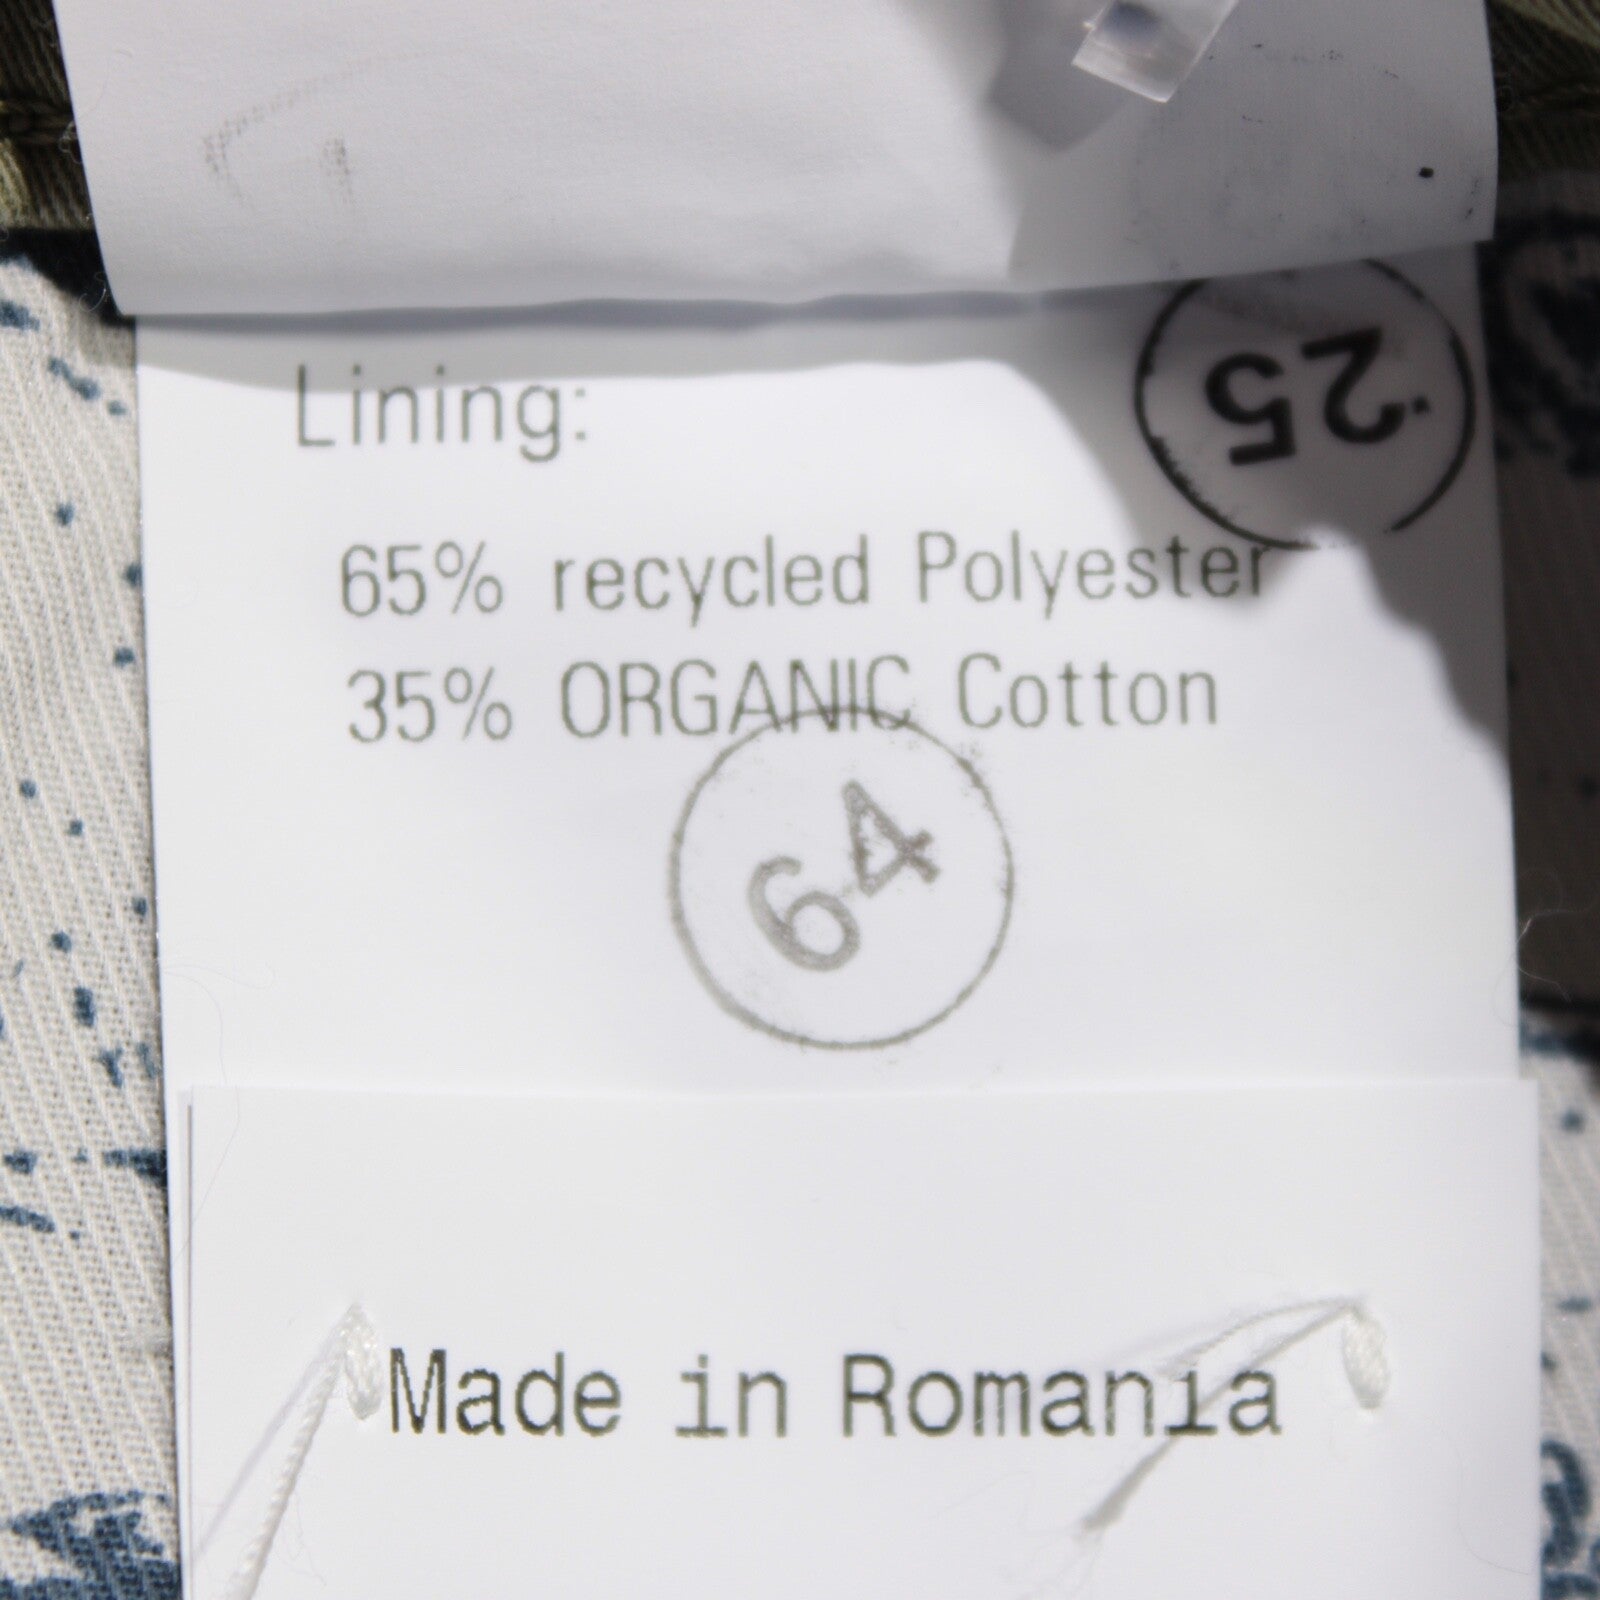 Lining:
25
65% recycled Polyester
35% ORGANIC Cotton
64
Made in Romania